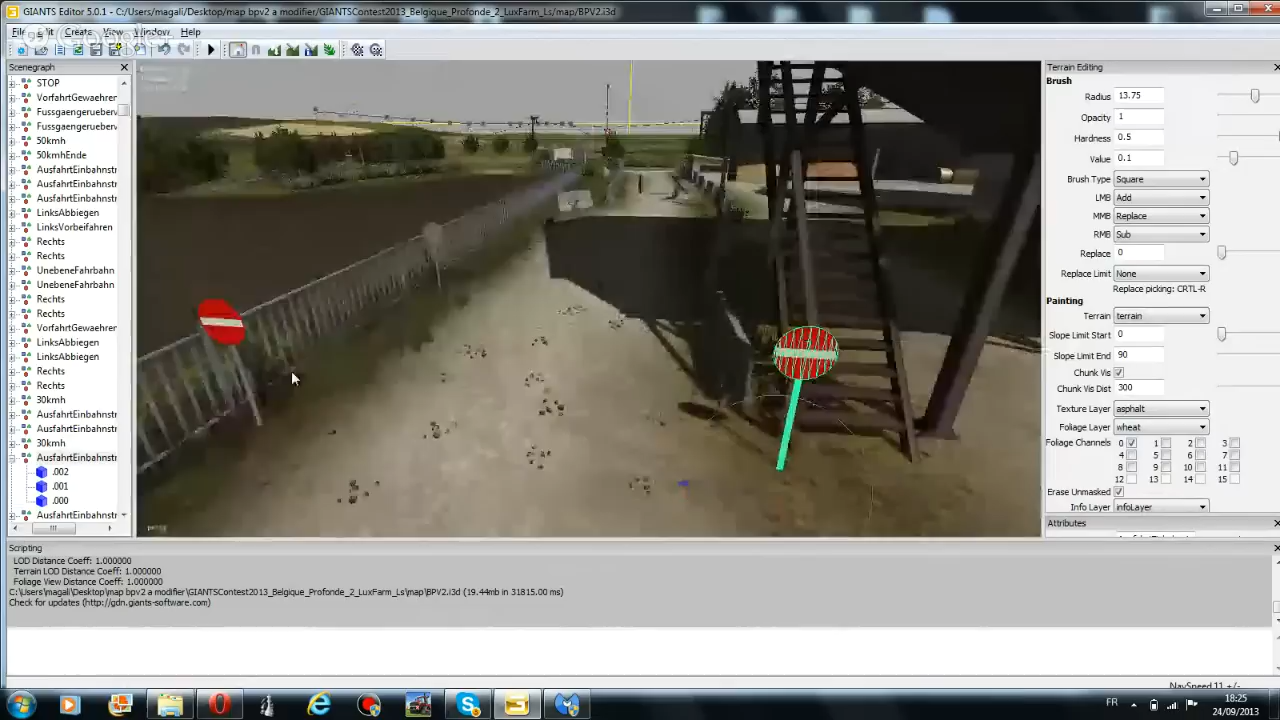 GIANTS Editor 5.0.1 - C:/Users/magali/Desktop/map bpv2 a modifier/GIANTSContest2013_Belgique_Profonde_2_LuxFarm_Ls/map/BPV2.i3d
Create View Window Help
Scenegraph
STOP
VorfahrtGewaehren
Fussgaengerueberv
Fussgaengerueberv
50kmh
50kmhEnde
AusfahrtEinbahnstr
AusfahrtEinbahnstr
AusfahrtEinbahnstr
LinksAbbiegen
LinksVorbeifahren
Rechts
Rechts
UnebeneFahrbahn
UnebeneFahrbahn
Rechts
Rechts
VorfahrtGewaehren
LinksAbbiegen
LinksAbbiegen
Rechts
Rechts
30kmh
AusfahrtEinbahnstr
AusfahrtEinbahnstr
30kmh
AusfahrtEinbahnstr
.002
.001
.000
AusfahrtEinbahnstr
persp
Terrain Editing
Brush
Radius 13.75
Opacity 1
Hardness 0.5
Value 0.1
Brush Type Square
LMB Add
MMB Replace
RMB Sub
Replace 0
Replace Limit None
Replace picking: CRTL-R
Painting
Terrain terrain
Slope Limit Start 0
Slope Limit End 90
Chunk Vis
Chunk Vis Dist 300
Texture Layer asphalt
Foliage Layer wheat
Foliage Channels 0 1 2 3
4 5 6 7
8 9 10 11
12 13 14 15
Erase Unmasked
Info Layer infoLayer
Attributes
Scripting
LOD Distance Coeff: 1.000000
Terrain LOD Distance Coeff: 1.000000
Foliage View Distance Coeff: 1.000000
C:\Users\magali\Desktop\map bpv2 a modifier\GIANTSContest2013_Belgique_Profonde_2_LuxFarm_Ls\map\BPV2.i3d (19.44mb in 31815.00 ms)
Check for updates (http://gdn.giants-software.com)
NavSpeed 11 +/-
FR
18:25
24/09/2013